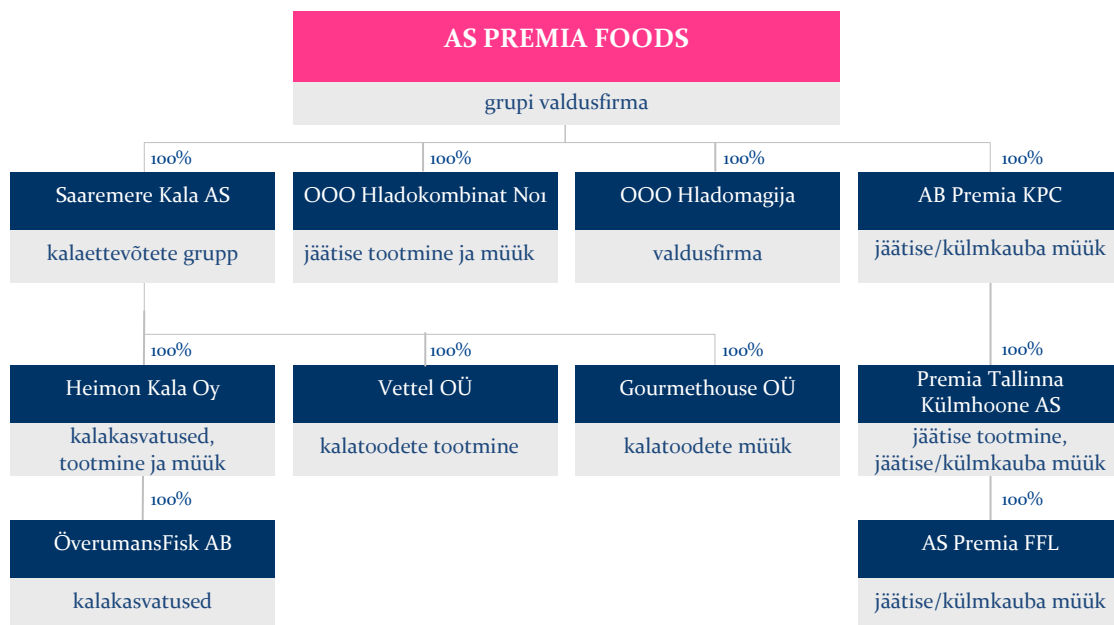 AS PREMIA FOODS
grupi valdusfirma
100%
100%
100%
100%
Saaremere Kala AS
OOO Hladokombinat No1
OOO Hladomagija
AB Premia KPC
kalaettevõtete grupp
jäätise tootmine ja müük
valdusfirma
jäätise/külmkauba müük
100%
100%
100%
100%
Heimon Kala Oy
Vettel OÜ
Gourmethouse OÜ
Premia Tallinna
Külmhoone AS
kalakasvatused,
tootmine ja müük
kalatoodete tootmine
kalatoodete müük
jäätise tootmine,
jäätise/külmkauba müük
100%
100%
ÖverumansFisk AB
AS Premia FFL
kalakasvatused
jäätise/külmkauba müük